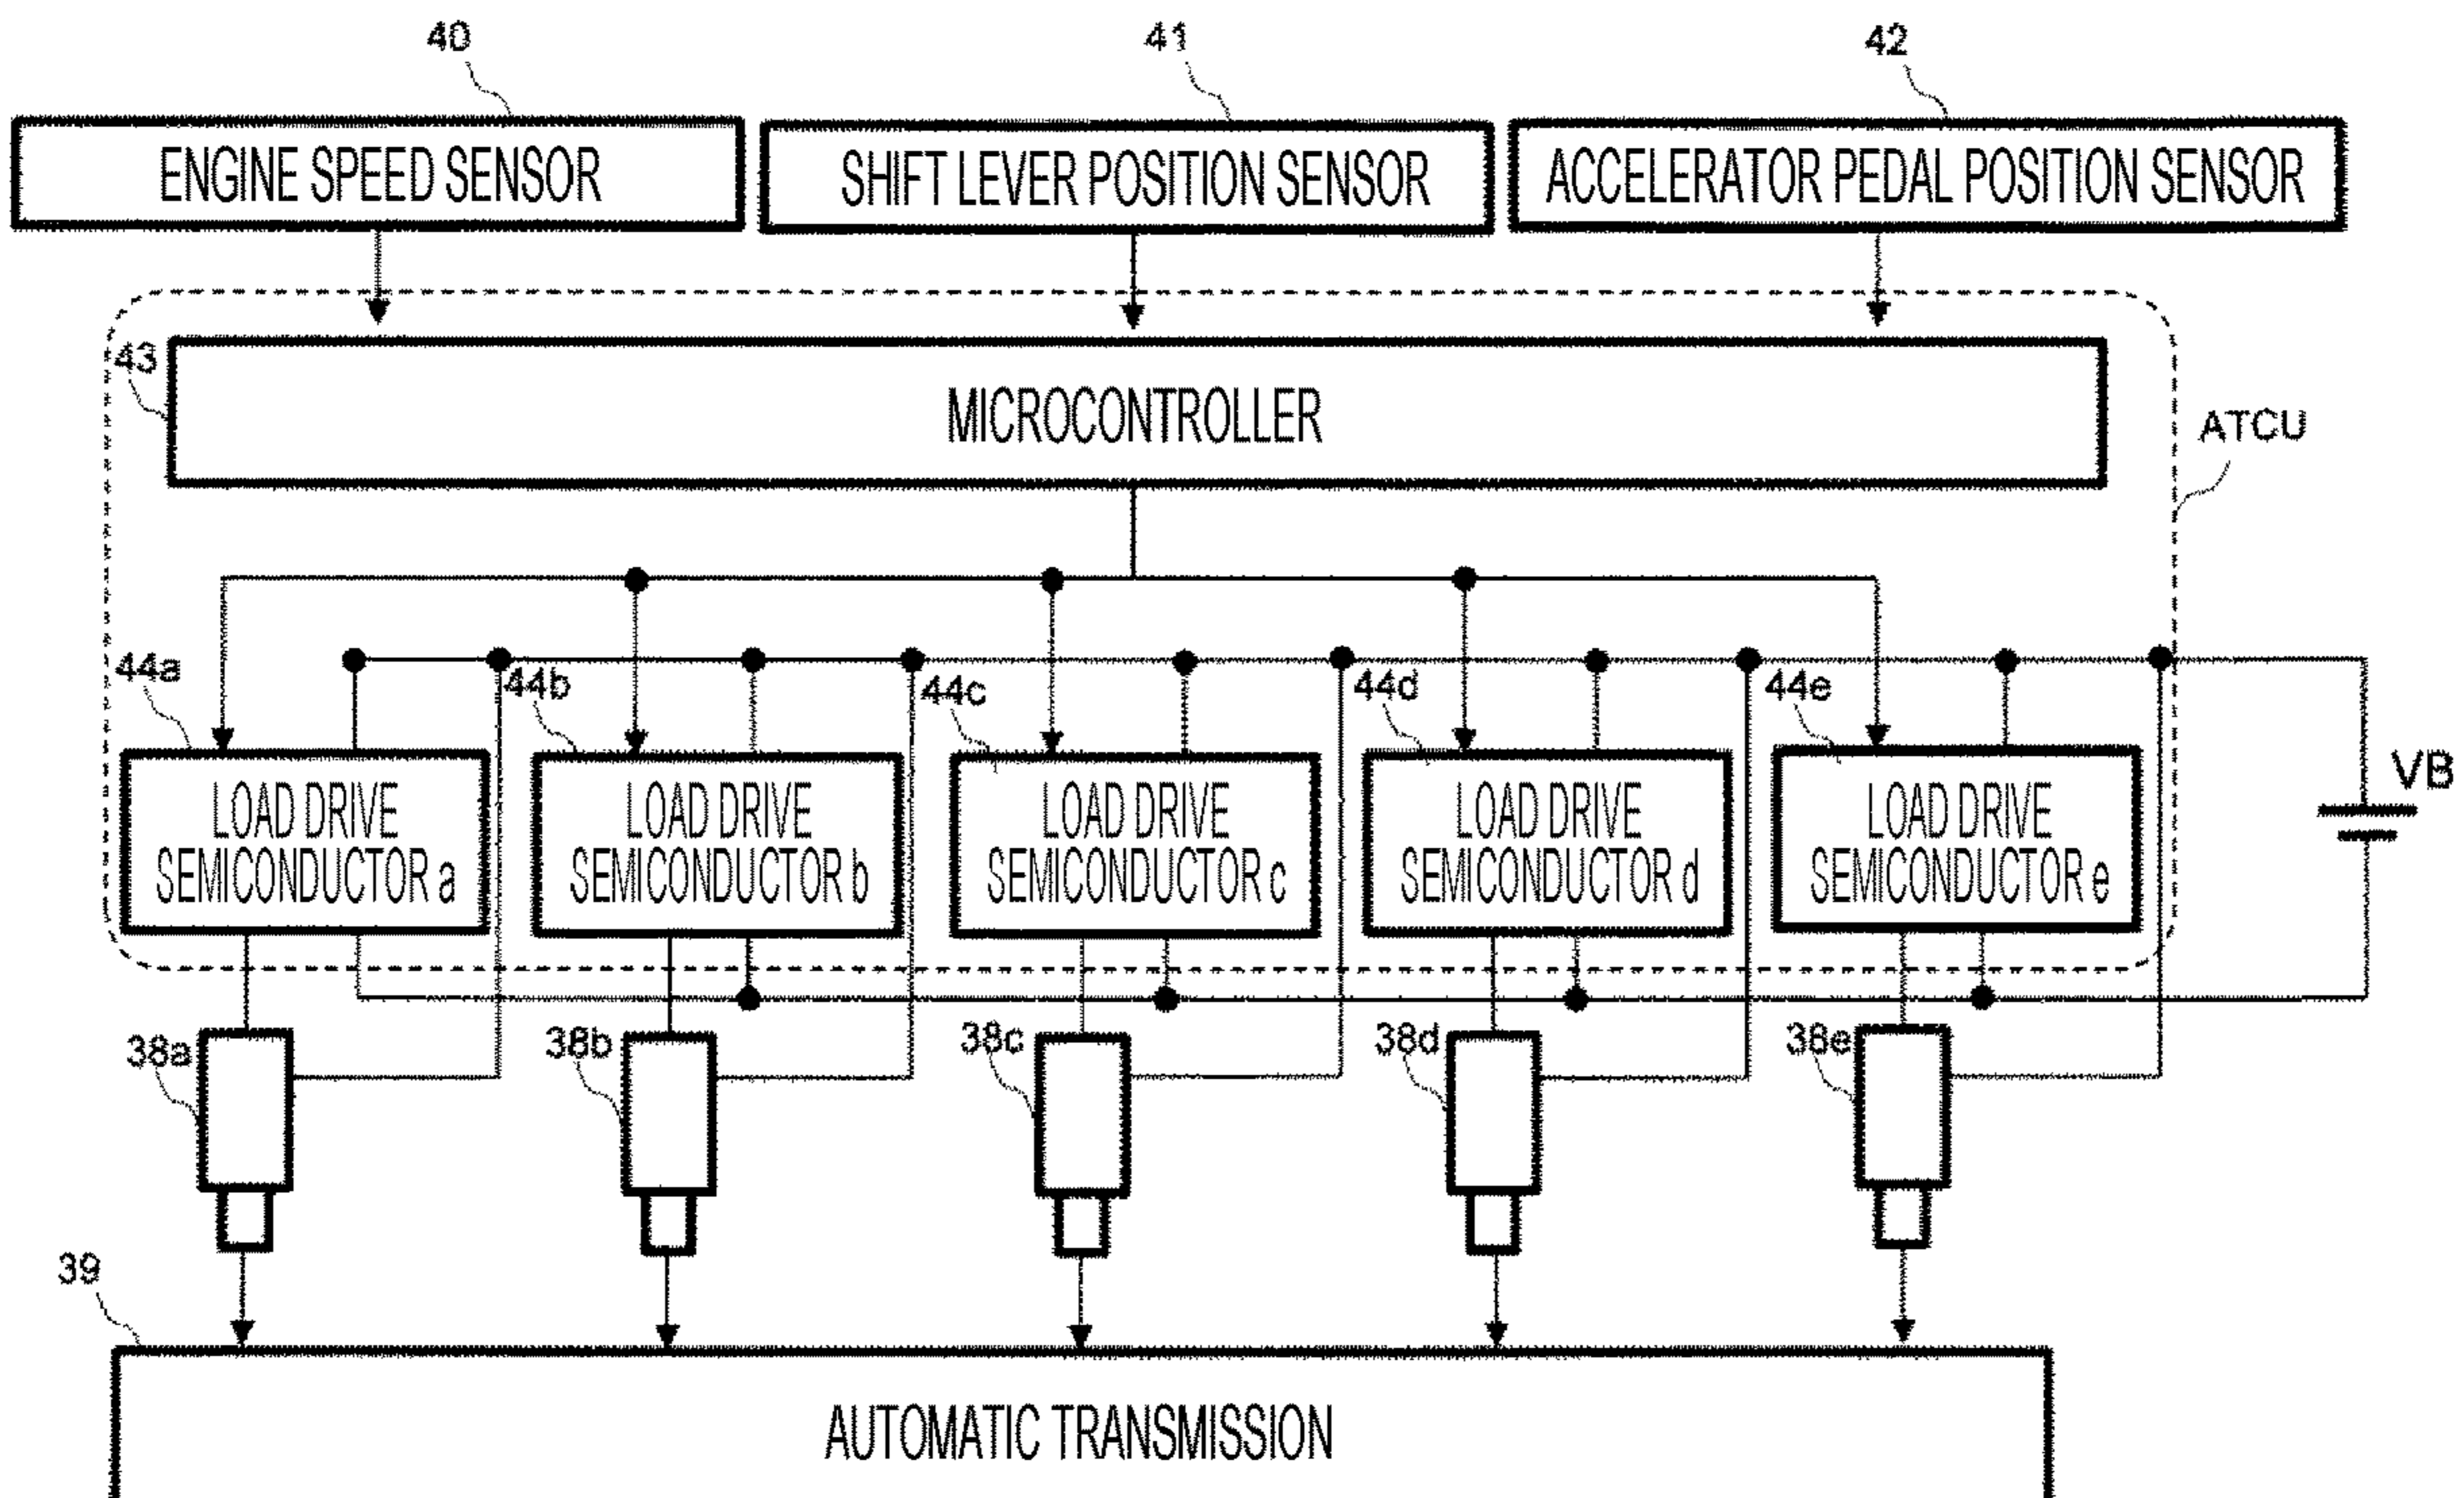 40
41
42
ENGINE SPEED SENSOR
SHIFT LEVER POSITION SENSOR
ACCELERATOR PEDAL POSITION SENSOR
43
MICROCONTROLLER
ATCU
44a
44b
44c
44d
44e
LOAD DRIVE
SEMICONDUCTOR a
LOAD DRIVE
SEMICONDUCTOR b
LOAD DRIVE
SEMICONDUCTOR c
LOAD DRIVE
SEMICONDUCTOR d
LOAD DRIVE
SEMICONDUCTOR e
VB
38a
38b
38c
38d
38e
39
AUTOMATIC TRANSMISSION